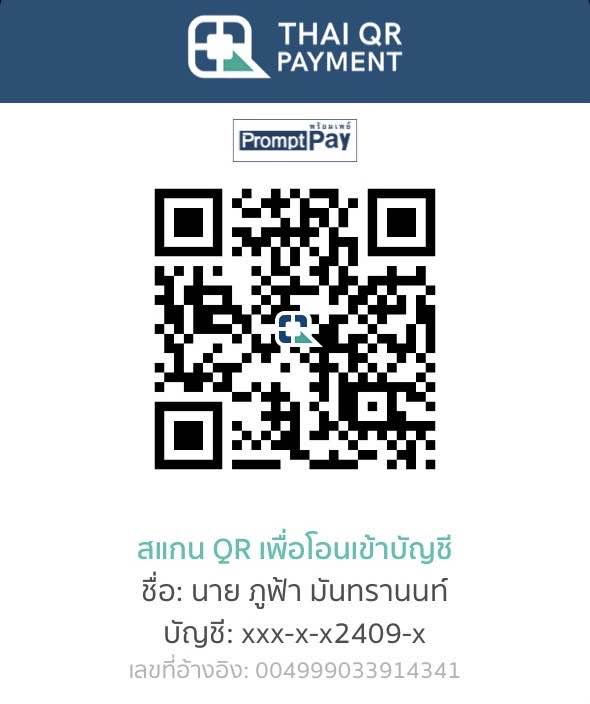 THAI QR
PAYMENT
พร้อมเพย์
PromptPay
สแกน QR เพื่อโอนเข้าบัญชี
ชื่อ: นาย ภูฟ้า มันทรานนท์
บัญชี: xxx-x-x2409-x
เลขที่อ้างอิง: 004999033914341